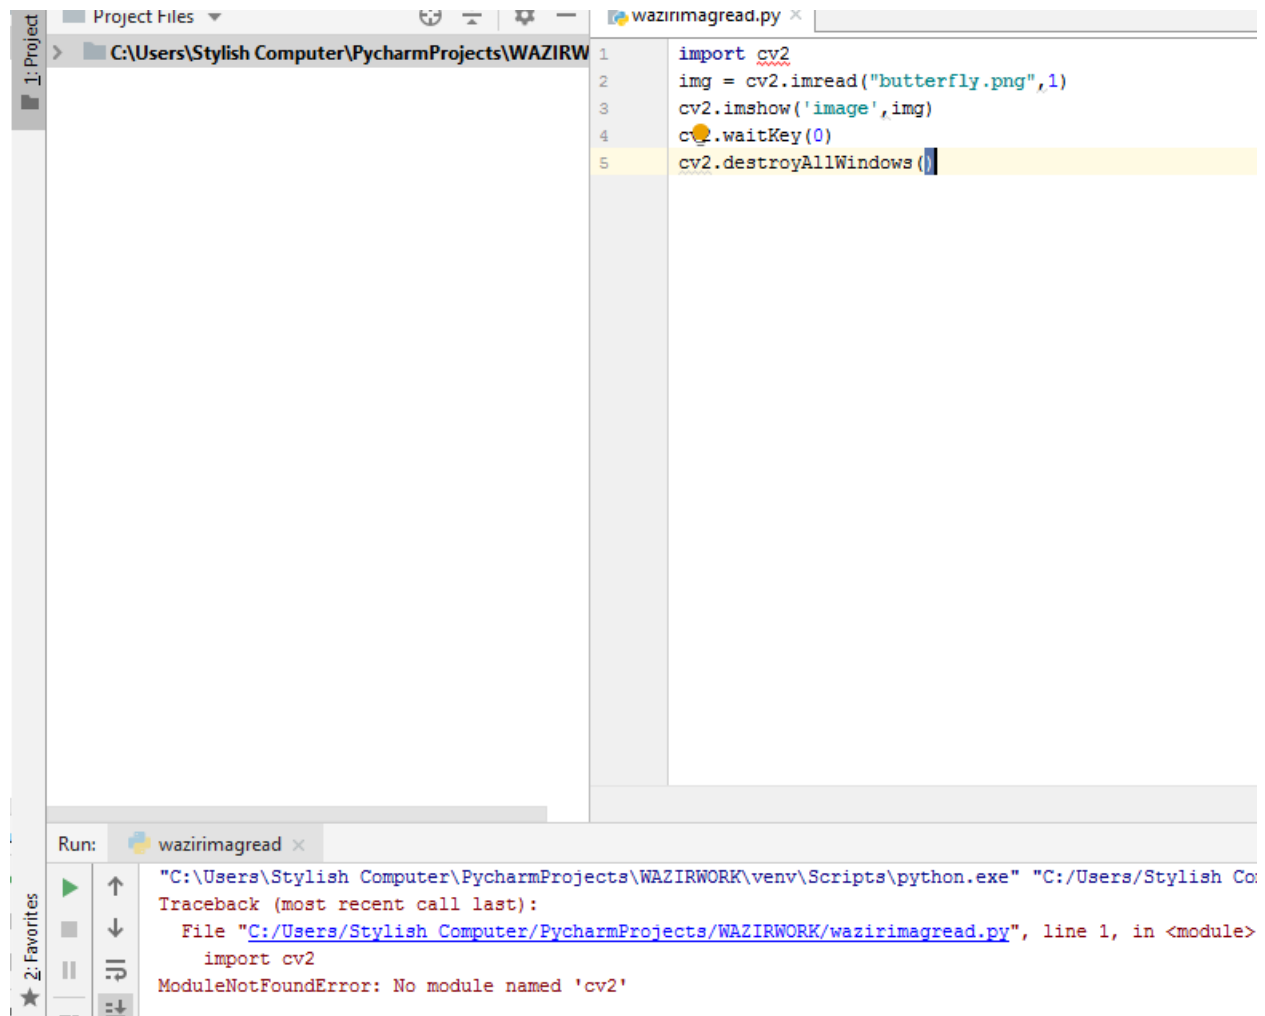 1: Project
Project Files
C:\Users\Stylish Computer\PycharmProjects\WAZIRW
wazirimagread.py
1 import cv2
2 img = cv2.imread("butterfly.png",1)
3 cv2.imshow('image',img)
4 cv2.waitKey(0)
5 cv2.destroyAllWindows()
2: Favorites
Run: wazirimagread
"C:\Users\Stylish Computer\PycharmProjects\WAZIRWORK\venv\Scripts\python.exe" "C:/Users/Stylish Co
Traceback (most recent call last):
File "C:/Users/Stylish Computer/PycharmProjects/WAZIRWORK/wazirimagread.py", line 1, in <module>
import cv2
ModuleNotFoundError: No module named 'cv2'